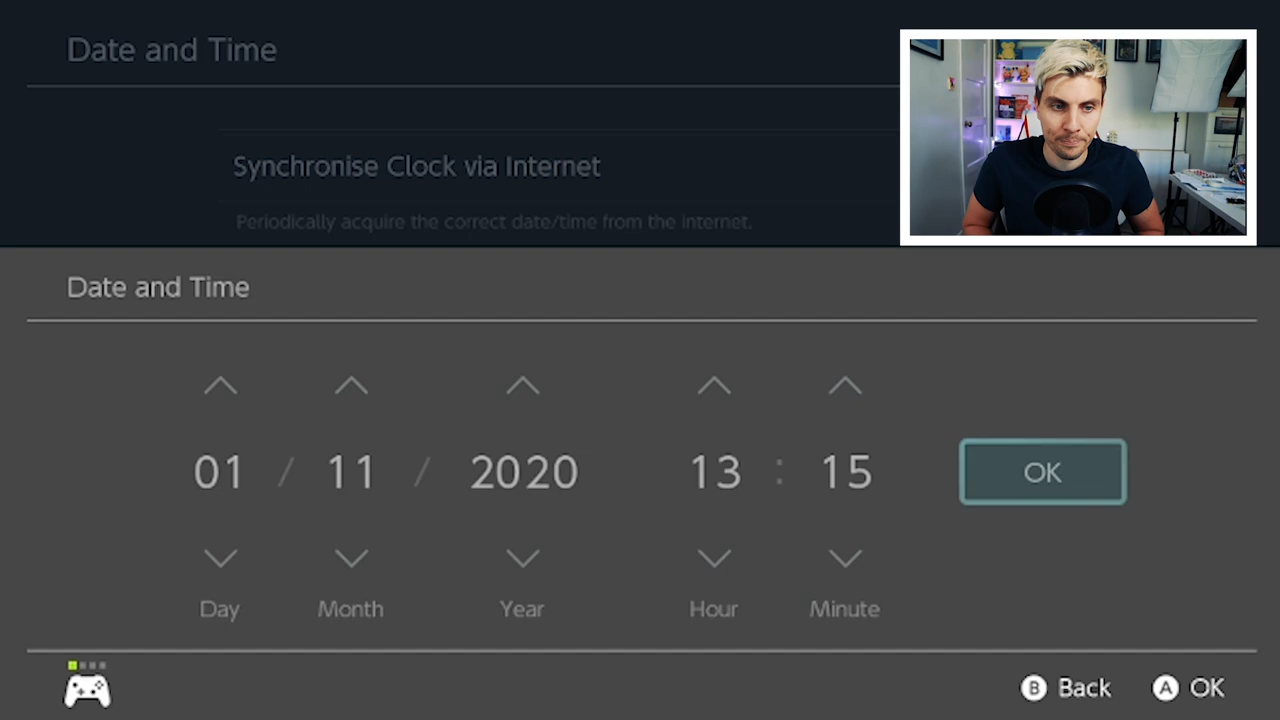 Date and Time
Synchronise Clock via Internet
Periodically acquire the correct date/time from the internet.
Date and Time
01 / 11 / 2020 13 : 15 OK
Day Month Year Hour Minute
B Back A OK